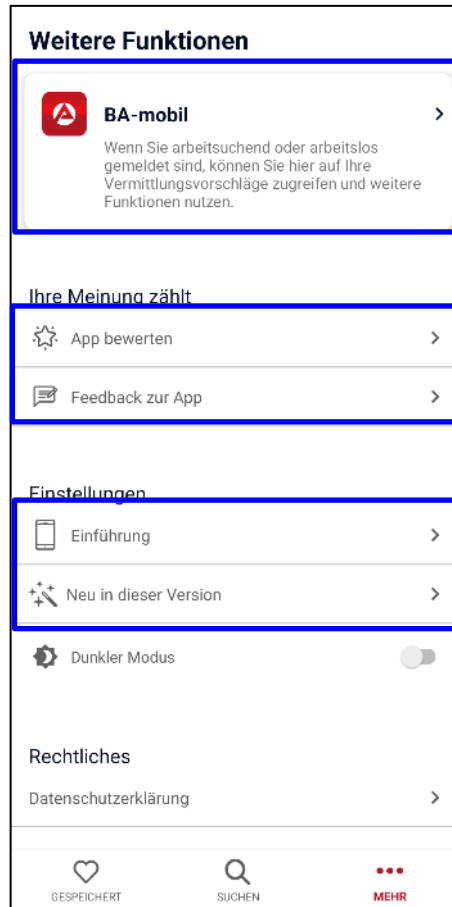 Weitere Funktionen
BA-mobil
Wenn Sie arbeitsuchend oder arbeitslos
gemeldet sind, können Sie hier auf Ihre
Vermittlungsvorschläge zugreifen und weitere
Funktionen nutzen.
Ihre Meinung zählt
App bewerten
Feedback zur App
Einstellungen
Einführung
Neu in dieser Version
Dunkler Modus
Rechtliches
Datenschutzerklärung
GESPEICHERT SUCHEN MEHR